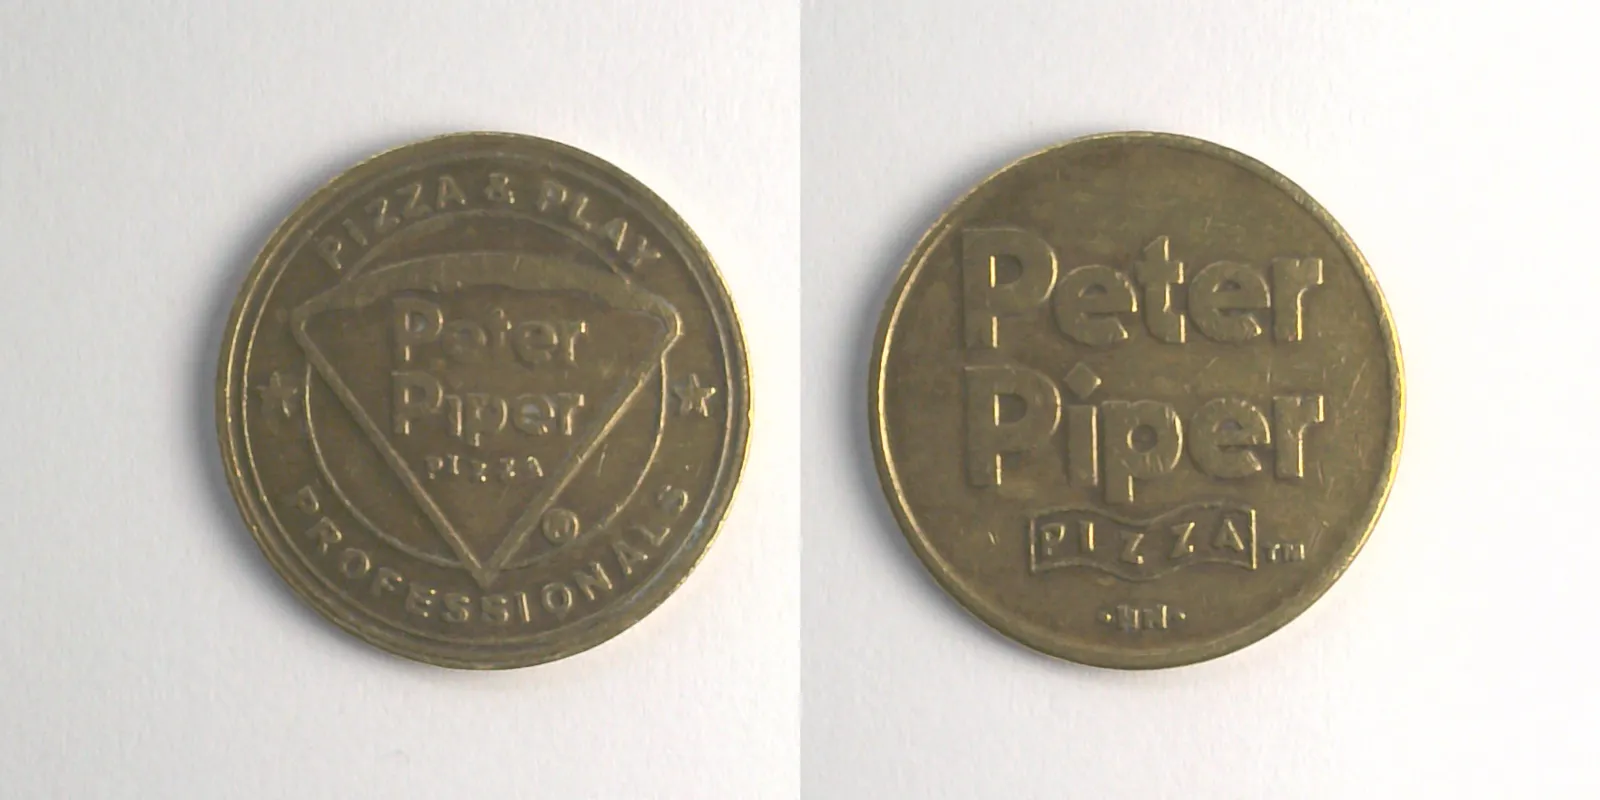 PIZZA & PLAY
Peter
Piper
PIZZA
®
PROFESSIONALS
Peter
Piper
PIZZA TM